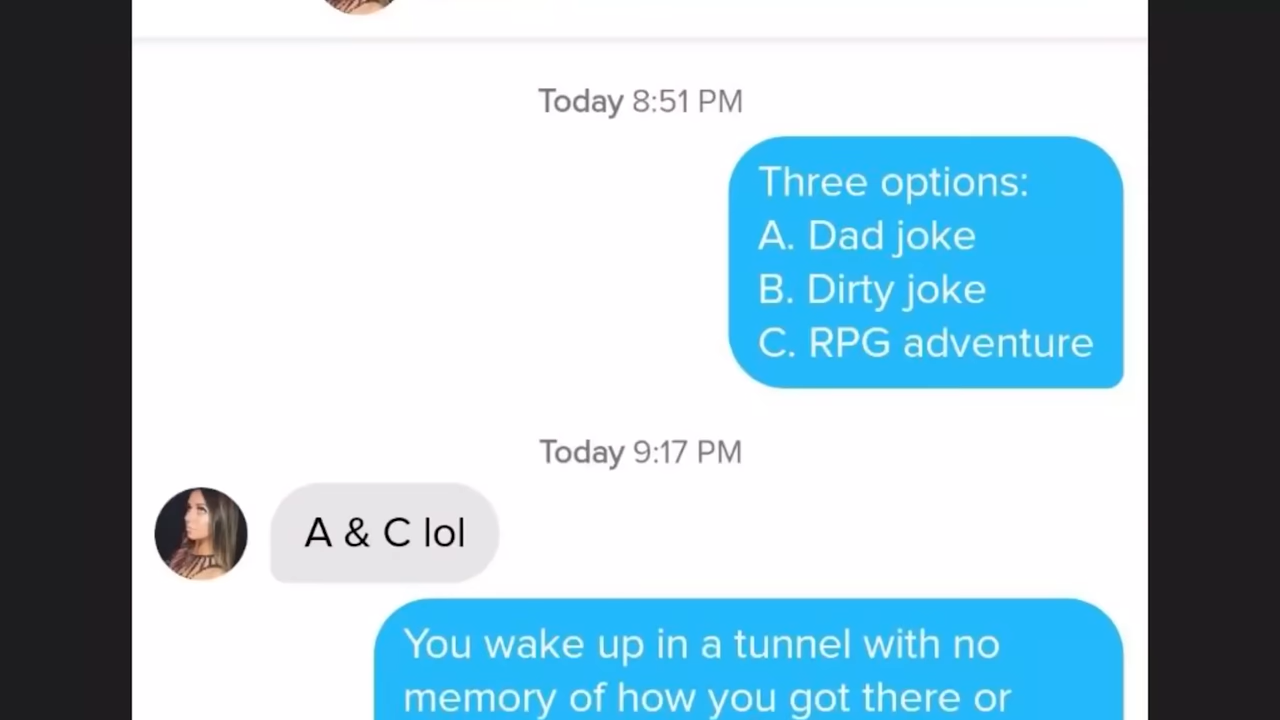 Today 8:51 PM
Three options:
A. Dad joke
B. Dirty joke
C. RPG adventure
Today 9:17 PM
A & C lol
You wake up in a tunnel with no
memory of how you got there or